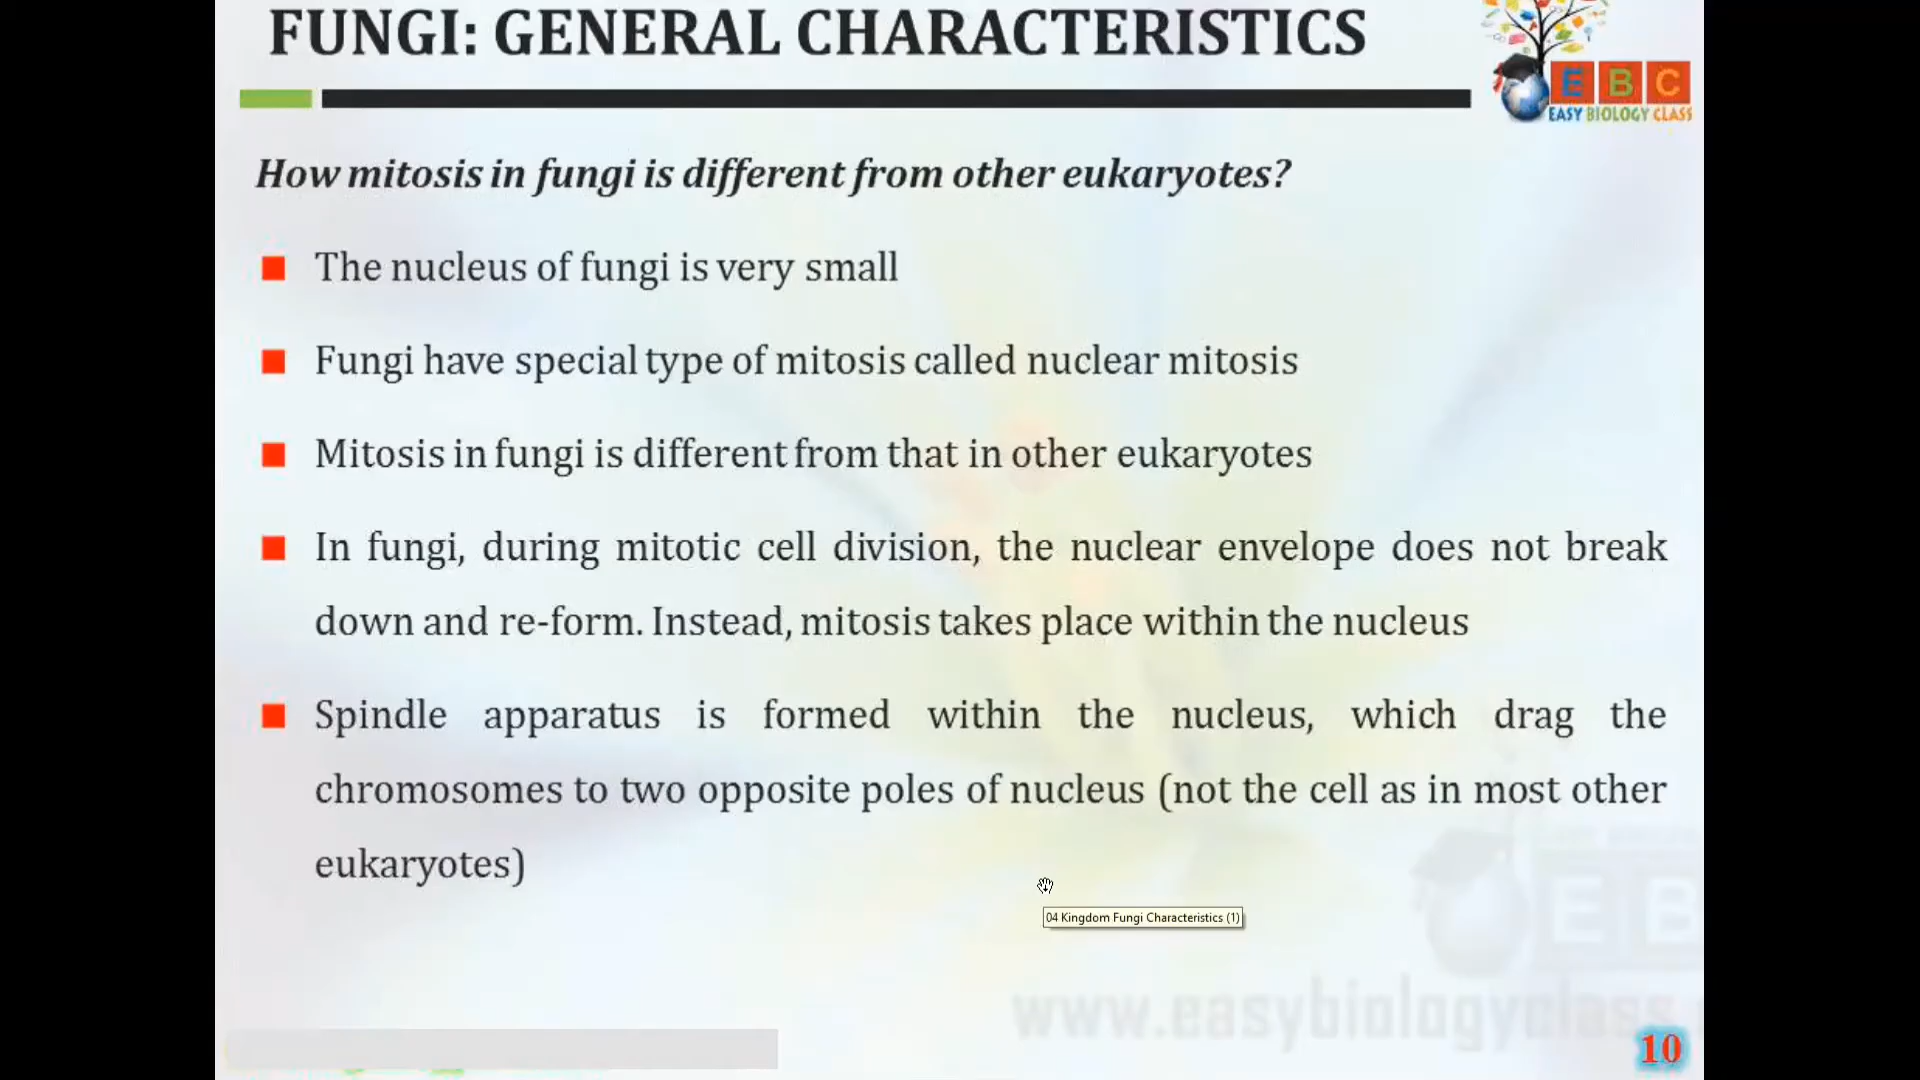 FUNGI: GENERAL CHARACTERISTICS
E B C
EASY BIOLOGY CLASS
How mitosis in fungi is different from other eukaryotes?
The nucleus of fungi is very small
Fungi have special type of mitosis called nuclear mitosis
Mitosis in fungi is different from that in other eukaryotes
In fungi, during mitotic cell division, the nuclear envelope does not break
down and re-form. Instead, mitosis takes place within the nucleus
Spindle apparatus is formed within the nucleus, which drag the
chromosomes to two opposite poles of nucleus (not the cell as in most other
eukaryotes)
04 Kingdom Fungi Characteristics (1)
E B
www.easybiologyclass.
10